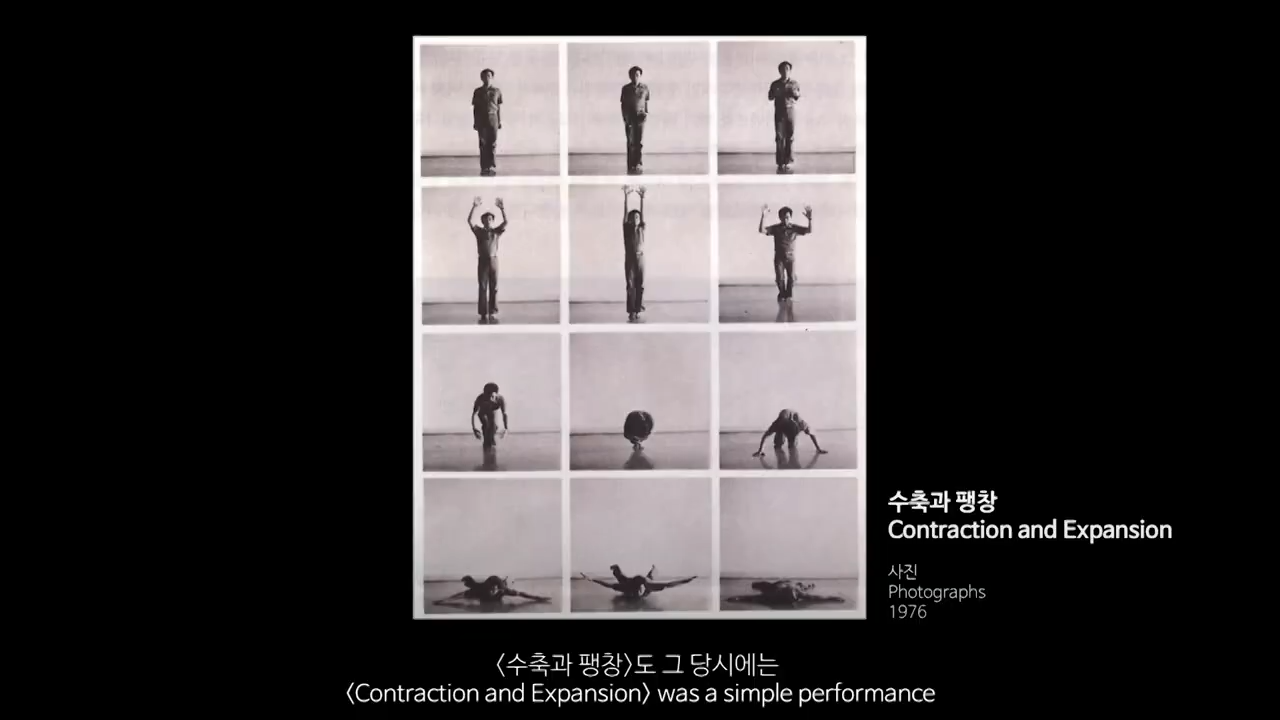 수축과 팽창
Contraction and Expansion
사진
Photographs
1976
〈수축과 팽창〉도 그 당시에는
〈Contraction and Expansion〉 was a simple performance